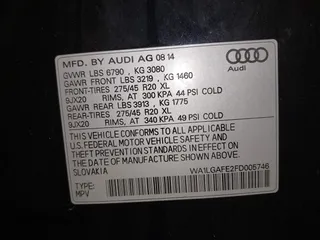 MFD. BY AUDI AG 08 14
GVWR LBS 6790 , KG 3080
GAWR FRONT LBS 3219 , KG 1460
FRONT-TIRES 275/45 R20 XL
9JX20 RIMS, AT 300 KPA 44 PSI COLD
GAWR REAR LBS 3913 , KG 1775
REAR-TIRES 275/45 R20 XL
9JX20 RIMS, AT 340 KPA 49 PSI COLD
Audi
THIS VEHICLE CONFORMS TO ALL APPLICABLE
U.S. FEDERAL MOTOR VEHICLE SAFETY AND
THEFT PREVENTION STANDARDS IN EFFECT ON
THE DATE OF MANUFACTURE SHOWN ABOVE.
SLOVAKIA WA1LGAFE2FD005746
TYPE:
MPV